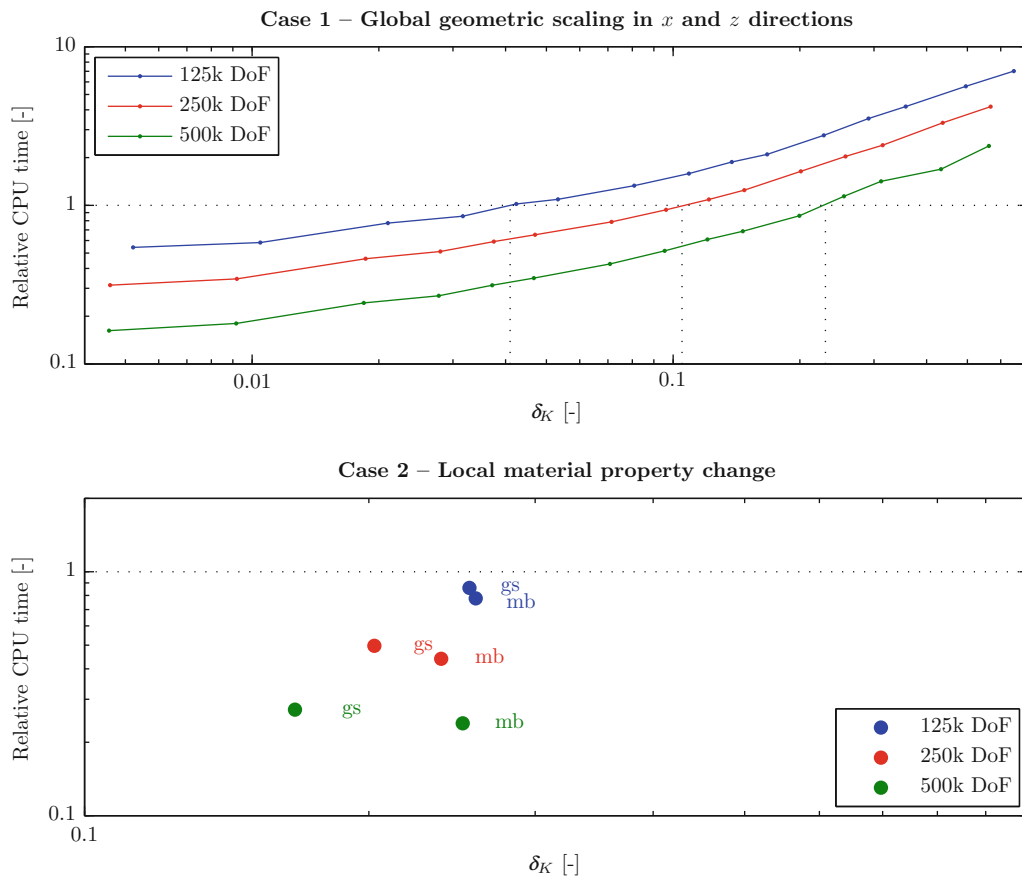 Case 1 – Global geometric scaling in x and z directions
10
1
0.1
Relative CPU time [-]
125k DoF
250k DoF
500k DoF
0.01
0.1
δK [-]
Case 2 – Local material property change
1
0.1
Relative CPU time [-]
gs
mb
gs
mb
gs
mb
125k DoF
250k DoF
500k DoF
0.1
δK [-]